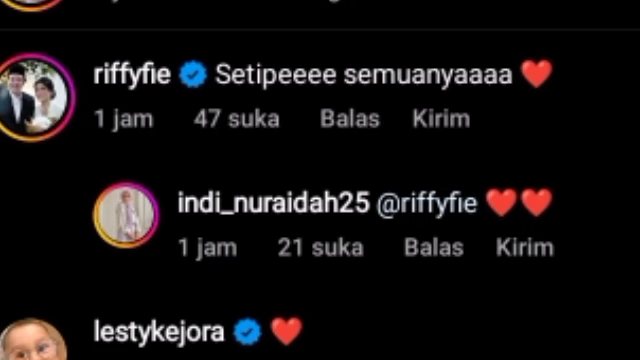 riffyfie Setipeeee semuanyaaaa ❤️
1 jam 47 suka Balas Kirim
indi_nuraidah25 @riffyfie ❤️❤️
1 jam 21 suka Balas Kirim
lestykejora ❤️